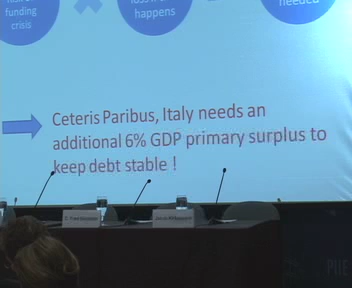 funding
crisis
happens
needed
Ceteris Paribus, Italy needs an
additional 6% GDP primary surplus to
keep debt stable !